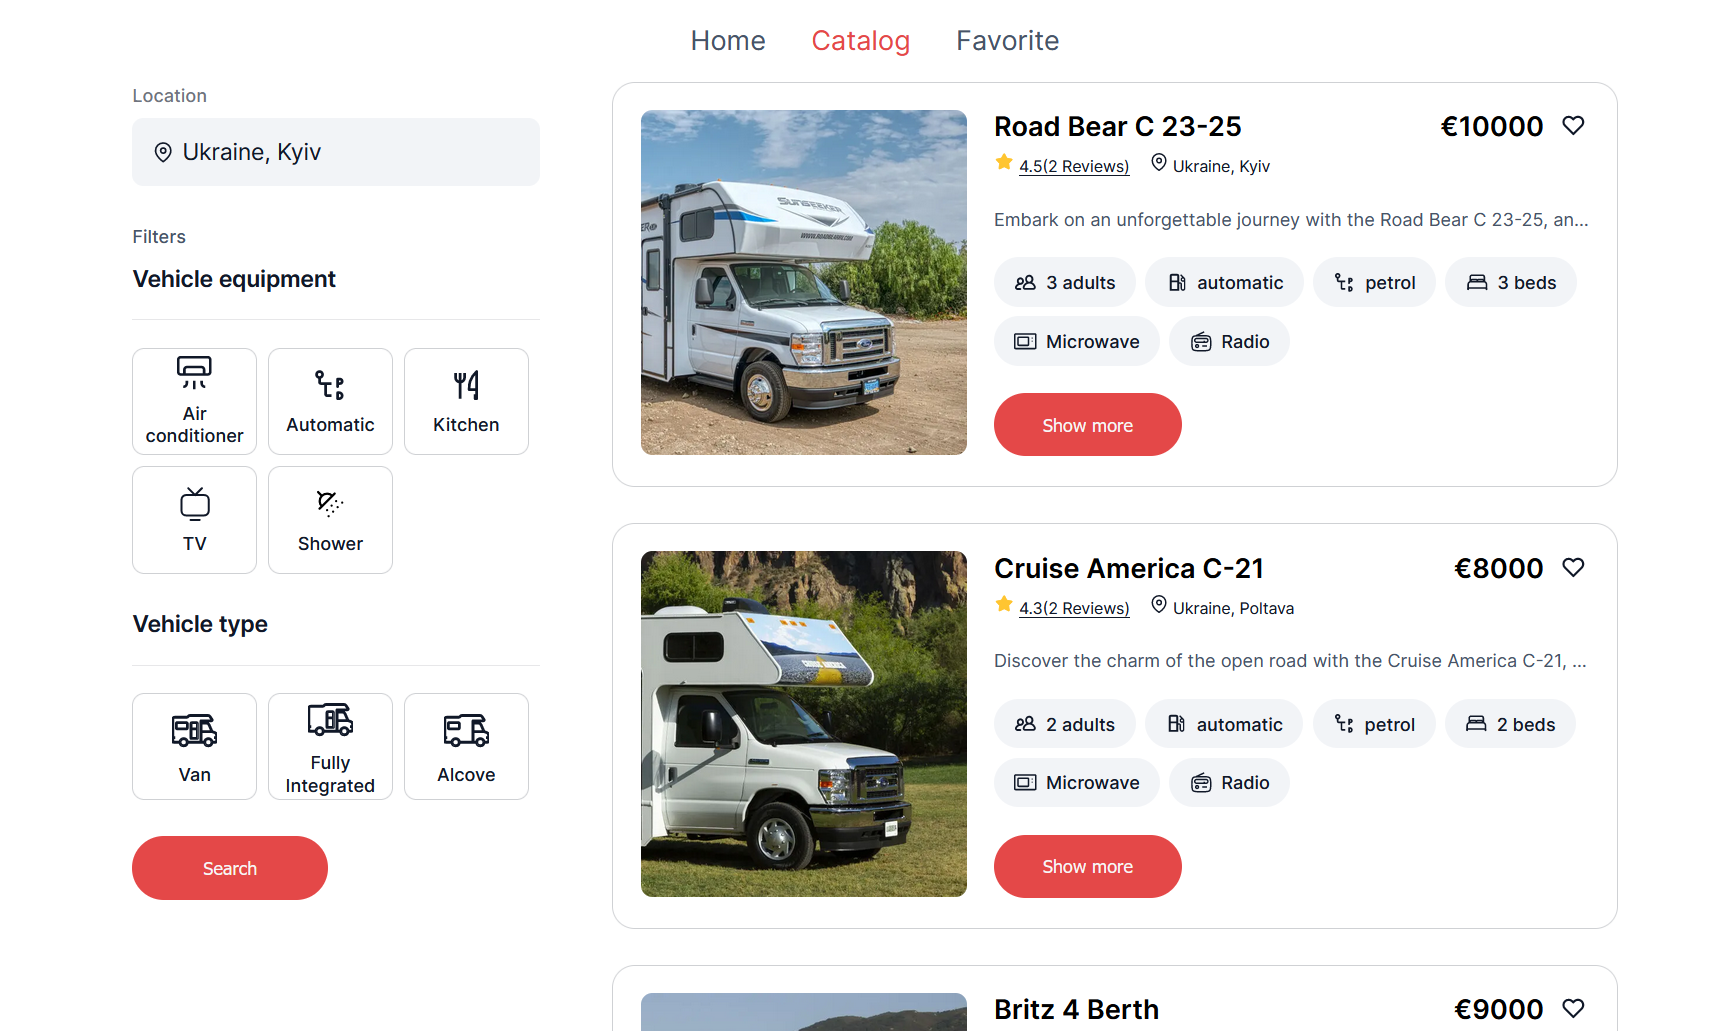 Home Catalog Favorite
Location
Ukraine, Kyiv
Filters
Vehicle equipment
Air
conditioner
Automatic
Kitchen
TV
Shower
Vehicle type
Van
Fully
Integrated
Alcove
Search
SUNSEEKER
WWW.ROADBEARRV.COM
Road Bear C 23-25
€10000
4.5(2 Reviews)
Ukraine, Kyiv
Embark on an unforgettable journey with the Road Bear C 23-25, an...
3 adults
automatic
petrol
3 beds
Microwave
Radio
Show more
Cruise America C-21
€8000
4.3(2 Reviews)
Ukraine, Poltava
Discover the charm of the open road with the Cruise America C-21, ...
2 adults
automatic
petrol
2 beds
Microwave
Radio
Show more
Britz 4 Berth
€9000